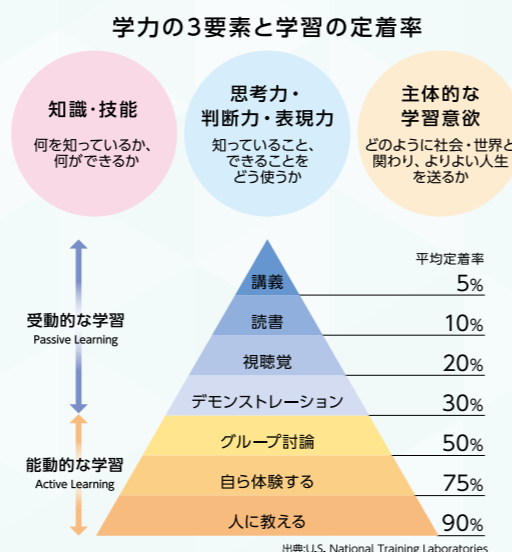 学力の3要素と学習の定着率
知識・技能
何を知っているか、
何ができるか
思考力・
判断力・表現力
知っていること、
できることを
どう使うか
主体的な
学習意欲
どのように社会・世界と
関わり、よりよい人生
を送るか
平均定着率
講義 5%
読書 10%
視聴覚 20%
デモンストレーション 30%
グループ討論 50%
自ら体験する 75%
人に教える 90%
受動的な学習
Passive Learning
能動的な学習
Active Learning
出典:U.S. National Training Laboratories